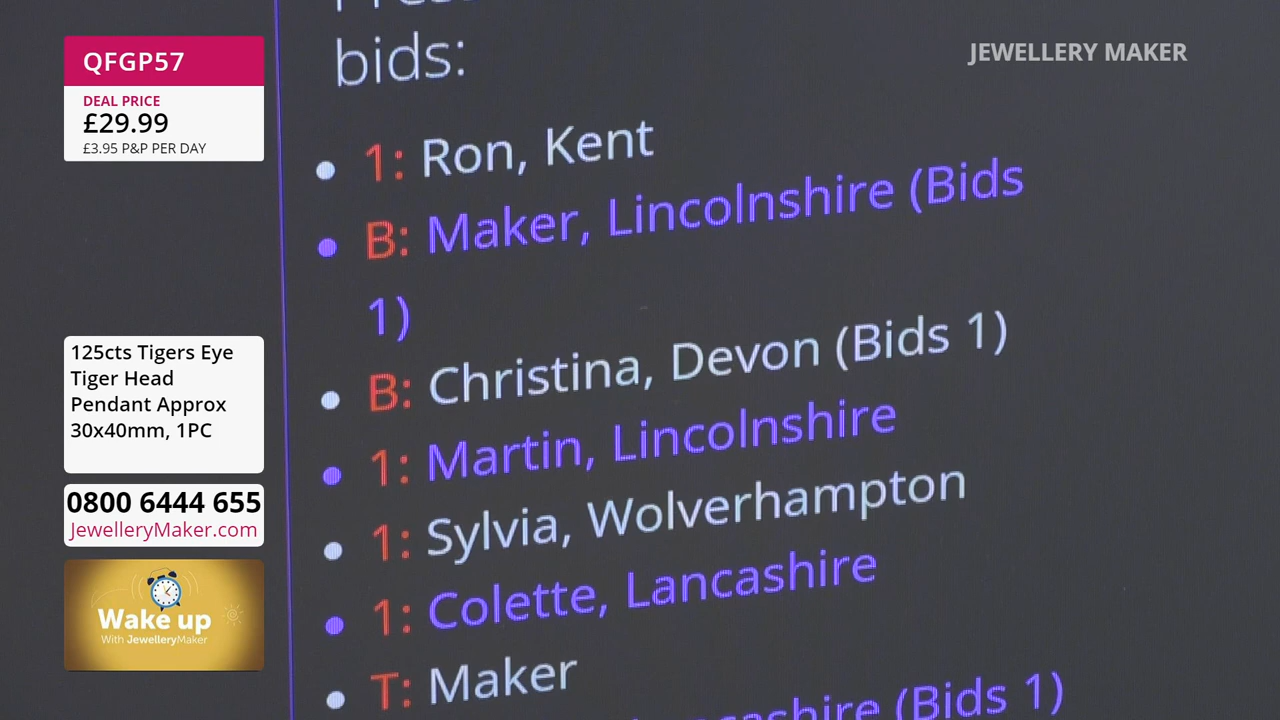 QFGP57
DEAL PRICE
£29.99
£3.95 P&P PER DAY
JEWELLERY MAKER
bids:
1: Ron, Kent
B: Maker, Lincolnshire (Bids
1)
B: Christina, Devon (Bids 1)
1: Martin, Lincolnshire
1: Sylvia, Wolverhampton
1: Colette, Lancashire
T: Maker
(Bids 1)
125cts Tigers Eye
Tiger Head
Pendant Approx
30x40mm, 1PC
0800 6444 655
JewelleryMaker.com
Wake up
With JewelleryMaker